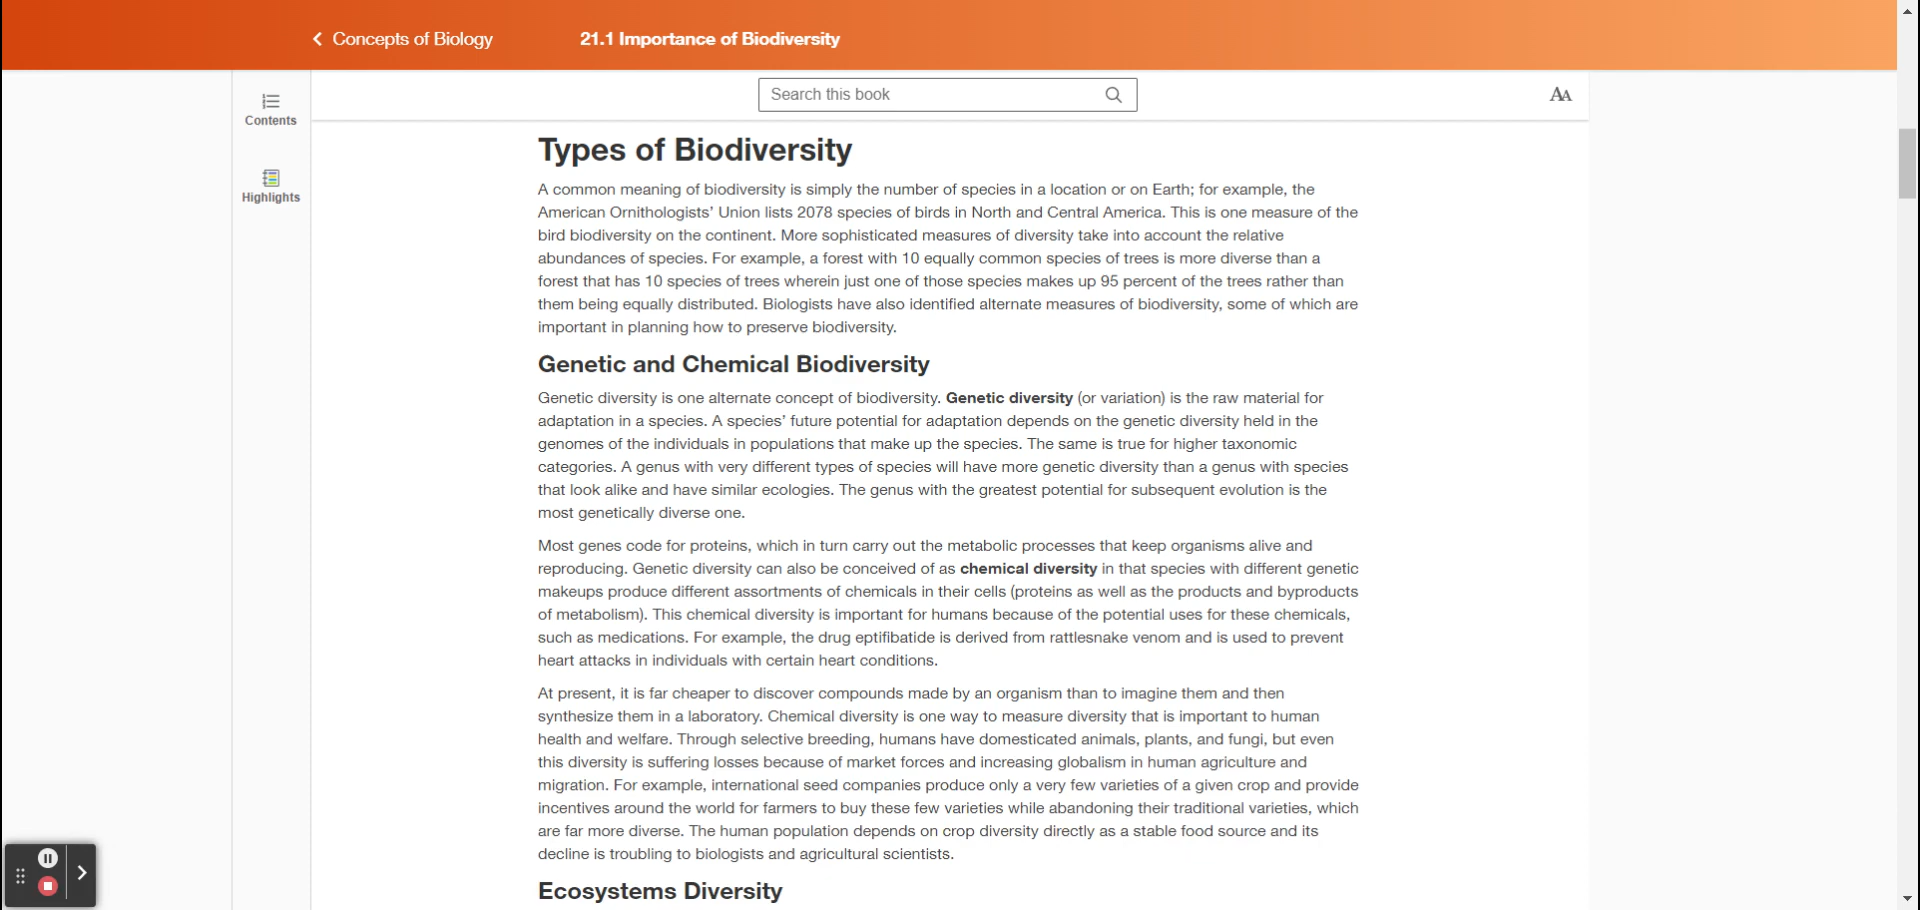 Concepts of Biology
21.1 Importance of Biodiversity
Search this book
AA
Contents
Highlights
Types of Biodiversity
A common meaning of biodiversity is simply the number of species in a location or on Earth; for example, the
American Ornithologists’ Union lists 2078 species of birds in North and Central America. This is one measure of the
bird biodiversity on the continent. More sophisticated measures of diversity take into account the relative
abundances of species. For example, a forest with 10 equally common species of trees is more diverse than a
forest that has 10 species of trees wherein just one of those species makes up 95 percent of the trees rather than
them being equally distributed. Biologists have also identified alternate measures of biodiversity, some of which are
important in planning how to preserve biodiversity.
Genetic and Chemical Biodiversity
Genetic diversity is one alternate concept of biodiversity. Genetic diversity (or variation) is the raw material for
adaptation in a species. A species’ future potential for adaptation depends on the genetic diversity held in the
genomes of the individuals in populations that make up the species. The same is true for higher taxonomic
categories. A genus with very different types of species will have more genetic diversity than a genus with species
that look alike and have similar ecologies. The genus with the greatest potential for subsequent evolution is the
most genetically diverse one.
Most genes code for proteins, which in turn carry out the metabolic processes that keep organisms alive and
reproducing. Genetic diversity can also be conceived of as chemical diversity in that species with different genetic
makeups produce different assortments of chemicals in their cells (proteins as well as the products and byproducts
of metabolism). This chemical diversity is important for humans because of the potential uses for these chemicals,
such as medications. For example, the drug eptifibatide is derived from rattlesnake venom and is used to prevent
heart attacks in individuals with certain heart conditions.
At present, it is far cheaper to discover compounds made by an organism than to imagine them and then
synthesize them in a laboratory. Chemical diversity is one way to measure diversity that is important to human
health and welfare. Through selective breeding, humans have domesticated animals, plants, and fungi, but even
this diversity is suffering losses because of market forces and increasing globalism in human agriculture and
migration. For example, international seed companies produce only a very few varieties of a given crop and provide
incentives around the world for farmers to buy these few varieties while abandoning their traditional varieties, which
are far more diverse. The human population depends on crop diversity directly as a stable food source and its
decline is troubling to biologists and agricultural scientists.
Ecosystems Diversity